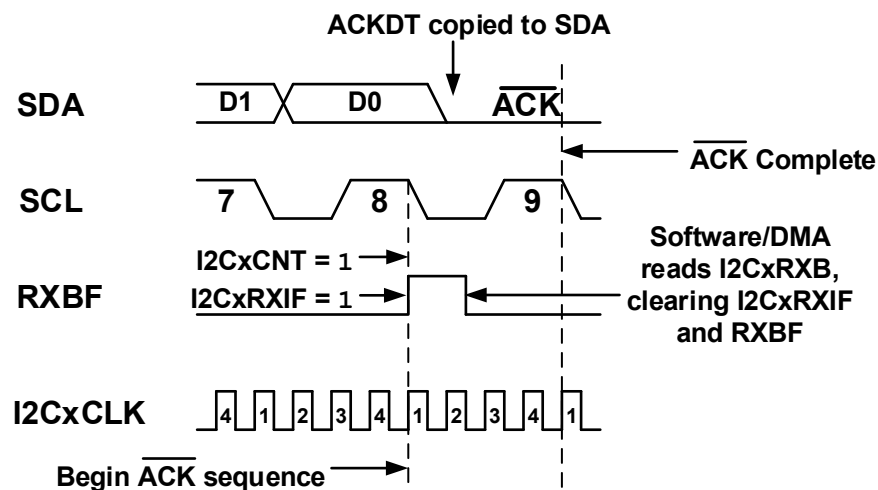 ACKDT copied to SDA
SDA D1 D0 ACK
ACK Complete
SCL 7 8 9
I2CxCNT = 1
Software/DMA
reads I2CxRXB,
clearing I2CxRXIF
and RXBF
RXBF I2CxRXIF = 1
I2CxCLK 4 1 2 3 4 1 2 3 4 1
Begin ACK sequence